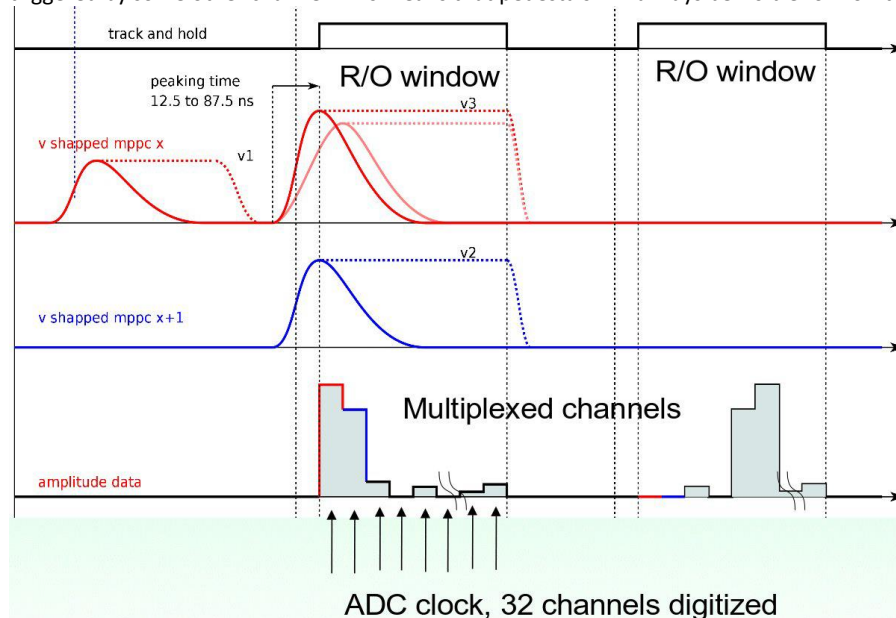 track and hold
R/O window
R/O window
peaking time
12.5 to 87.5 ns
v3
v shapped mppc x
v1
v2
v shapped mppc x+1
Multiplexed channels
amplitude data
ADC clock, 32 channels digitized